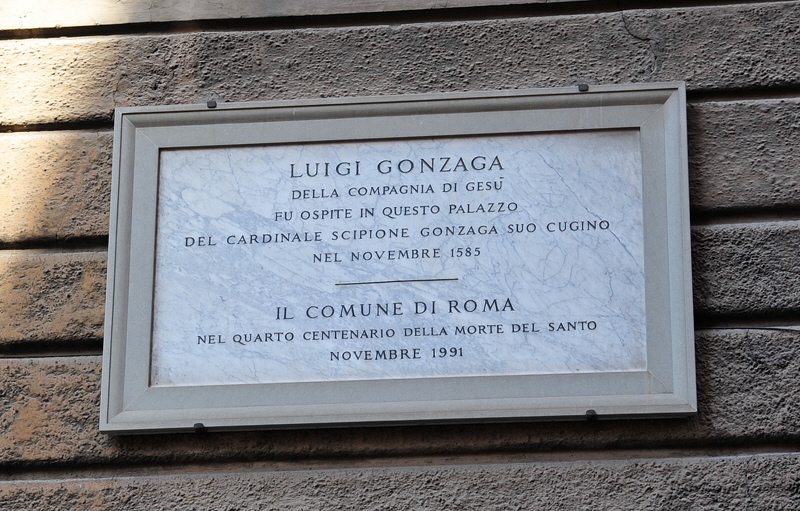 LUIGI GONZAGA
DELLA COMPAGNIA DI GESÙ
FU OSPITE IN QUESTO PALAZZO
DEL CARDINALE SCIPIONE GONZAGA SUO CUGINO
NEL NOVEMBRE 1585
IL COMUNE DI ROMA
NEL QUARTO CENTENARIO DELLA MORTE DEL SANTO
NOVEMBRE 1991